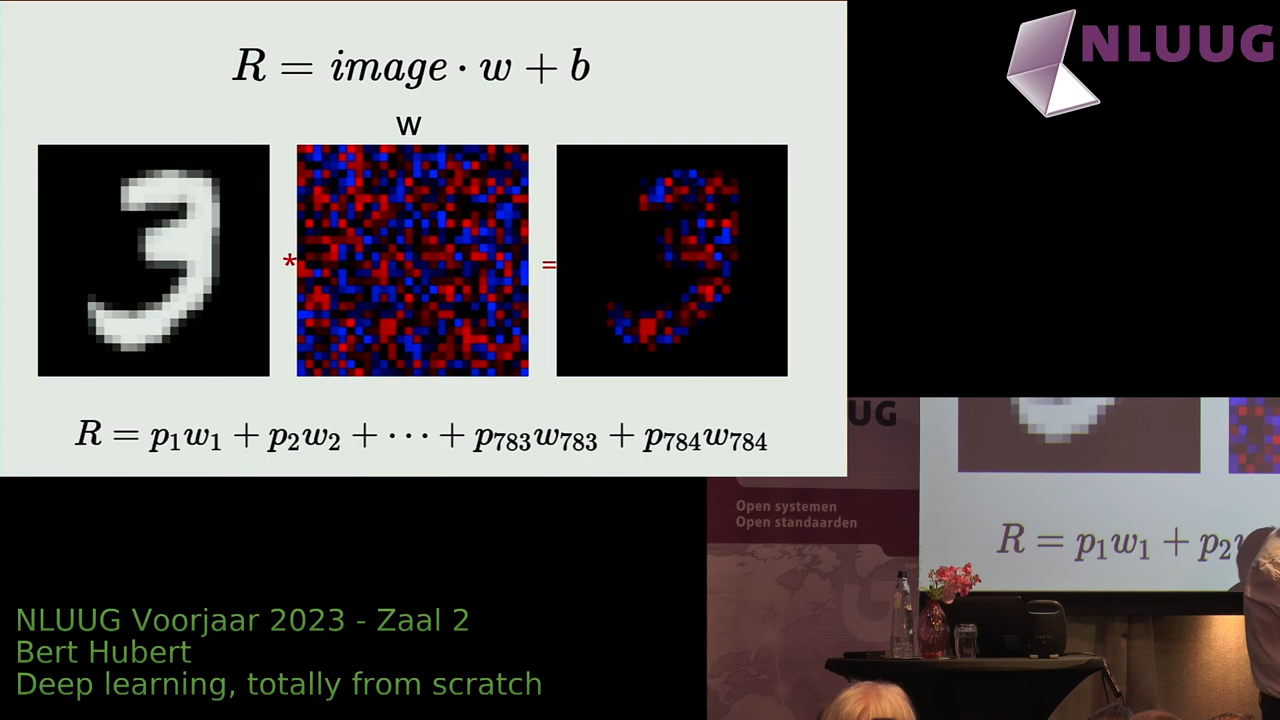 R = image · w + b
w
* =
R = p₁w₁ + p₂w₂ + ··· + p₇₈₃w₇₈₃ + p₇₈₄w₇₈₄
NLUUG
UG
Open systemen
Open standaarden
R = p₁w₁ + p₂
NLUUG Voorjaar 2023 - Zaal 2
Bert Hubert
Deep learning, totally from scratch